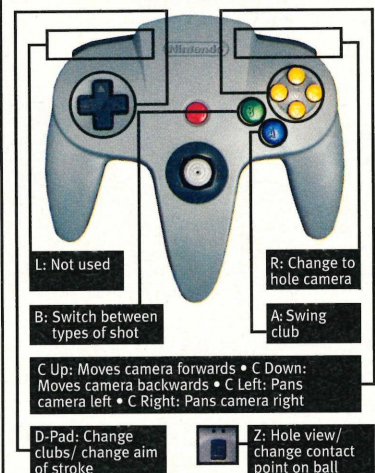 Nintendo
B
A
L: Not used
R: Change to
hole camera
B: Switch between
types of shot
A: Swing
club
C Up: Moves camera forwards • C Down:
Moves camera backwards • C Left: Pans
camera left • C Right: Pans camera right
D-Pad: Change
clubs/ change aim
of stroke
Z: Hole view/
change contact
point on ball